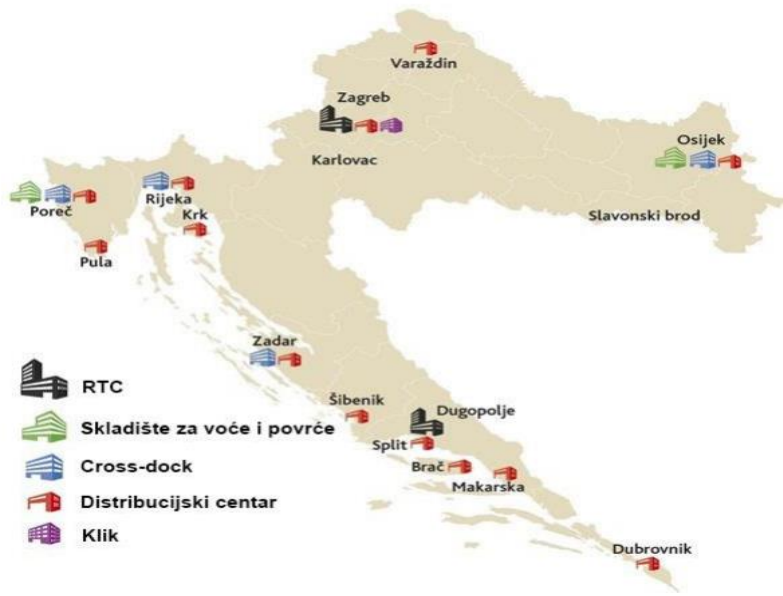 Varaždin
Zagreb
Karlovac
Osijek
Slavonski brod
Poreč
Rijeka
Krk
Pula
Zadar
Šibenik
Dugopolje
Split
Brač
Makarska
Dubrovnik
RTC
Skladište za voće i povrće
Cross-dock
Distribucijski centar
Klik